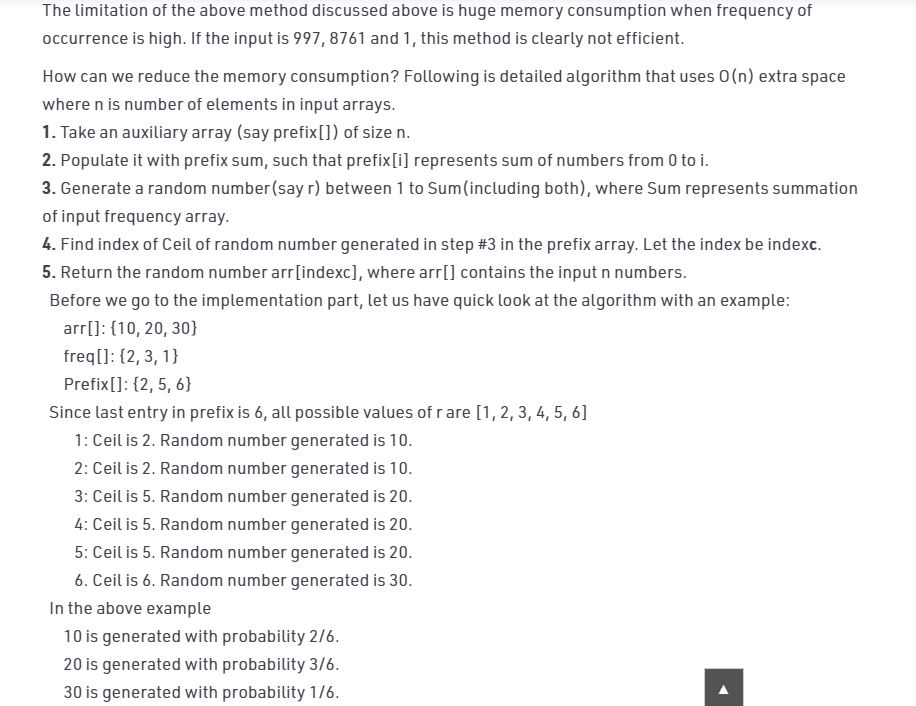 The limitation of the above method discussed above is huge memory consumption when frequency of
occurrence is high. If the input is 997, 8761 and 1, this method is clearly not efficient.
How can we reduce the memory consumption? Following is detailed algorithm that uses O(n) extra space
where n is number of elements in input arrays.
1. Take an auxiliary array (say prefix[]) of size n.
2. Populate it with prefix sum, such that prefix[i] represents sum of numbers from 0 to i.
3. Generate a random number(say r) between 1 to Sum(including both), where Sum represents summation
of input frequency array.
4. Find index of Ceil of random number generated in step #3 in the prefix array. Let the index be indexc.
5. Return the random number arr[indexc], where arr[] contains the input n numbers.
Before we go to the implementation part, let us have quick look at the algorithm with an example:
arr[]: {10, 20, 30}
freq[]: {2, 3, 1}
Prefix[]: {2, 5, 6}
Since last entry in prefix is 6, all possible values of r are [1, 2, 3, 4, 5, 6]
1: Ceil is 2. Random number generated is 10.
2: Ceil is 2. Random number generated is 10.
3: Ceil is 5. Random number generated is 20.
4: Ceil is 5. Random number generated is 20.
5: Ceil is 5. Random number generated is 20.
6. Ceil is 6. Random number generated is 30.
In the above example
10 is generated with probability 2/6.
20 is generated with probability 3/6.
30 is generated with probability 1/6.